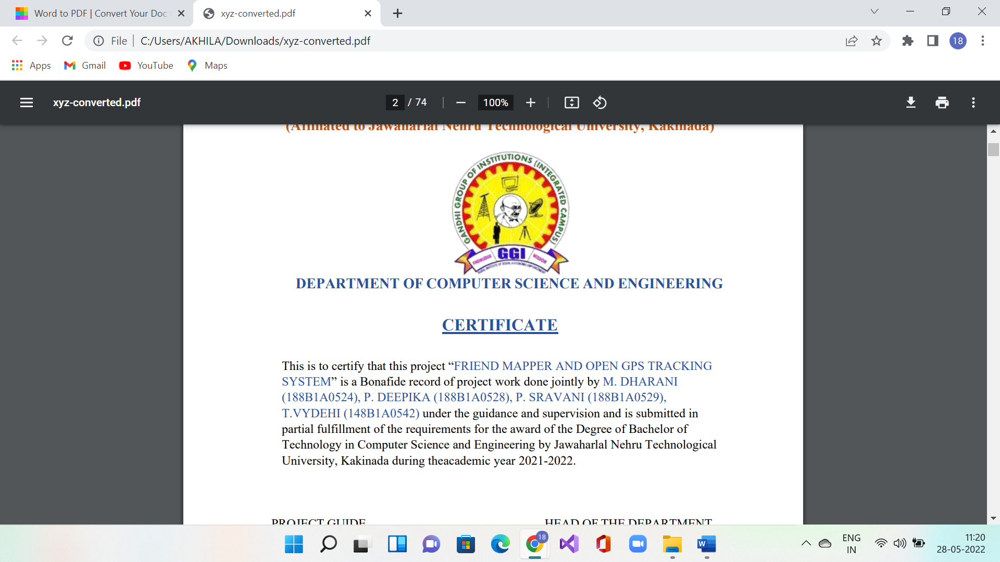 Word to PDF | Convert Your Doc
xyz-converted.pdf
File
C:/Users/AKHILA/Downloads/xyz-converted.pdf
18
Apps
Gmail
YouTube
Maps
xyz-converted.pdf
2 / 74
100%
(Affiliated to Jawaharlal Nehru Technological University, Kakinada)
GANDHI GROUP OF INSTITUTIONS (INTEGRATED CAMPUS)
KNOWLEDGE
GGI
WISDOM
DEPARTMENT OF COMPUTER SCIENCE AND ENGINEERING
CERTIFICATE
This is to certify that this project “FRIEND MAPPER AND OPEN GPS TRACKING
SYSTEM” is a Bonafide record of project work done jointly by M. DHARANI
(188B1A0524), P. DEEPIKA (188B1A0528), P. SRAVANI (188B1A0529),
T.VYDEHI (148B1A0542) under the guidance and supervision and is submitted in
partial fulfillment of the requirements for the award of the Degree of Bachelor of
Technology in Computer Science and Engineering by Jawaharlal Nehru Technological
University, Kakinada during theacademic year 2021-2022.
PROJECT GUIDE
HEAD OF THE DEPARTMENT
18
W
ENG
IN
11:20
28-05-2022